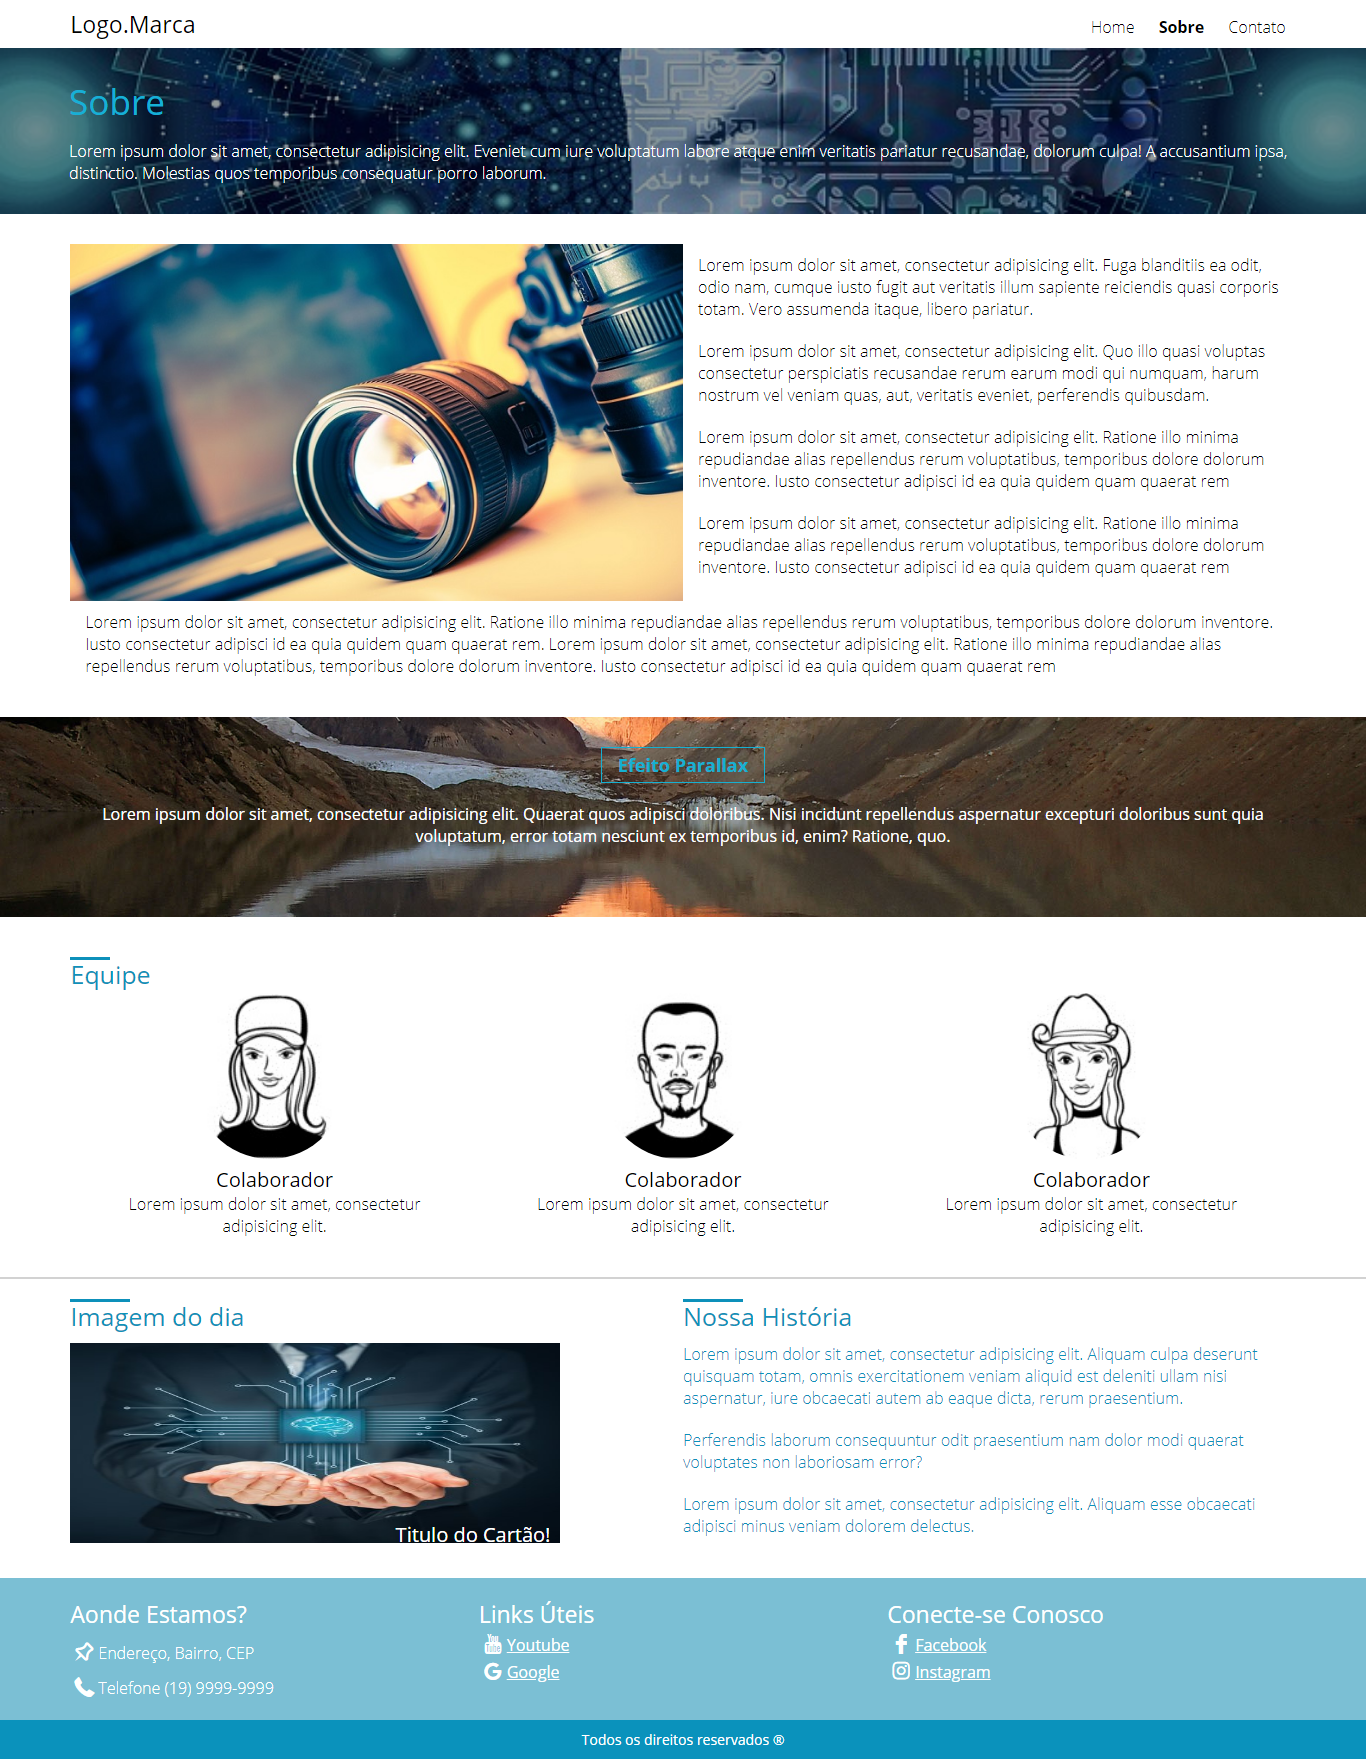 Logo.Marca
Home Sobre Contato
Sobre
Lorem ipsum dolor sit amet, consectetur adipisicing elit. Eveniet cum iure voluptatum labore atque enim veritatis pariatur recusandae, dolorum culpa! A accusantium ipsa,
distinctio. Molestias quos temporibus consequatur porro laborum.
Lorem ipsum dolor sit amet, consectetur adipisicing elit. Fuga blanditiis ea odit,
odio nam, cumque iusto fugit aut veritatis illum sapiente reiciendis quasi corporis
totam. Vero assumenda itaque, libero pariatur.
Lorem ipsum dolor sit amet, consectetur adipisicing elit. Quo illo quasi voluptas
consectetur perspiciatis recusandae rerum earum modi qui numquam, harum
nostrum vel veniam quas, aut, veritatis eveniet, perferendis quibusdam.
Lorem ipsum dolor sit amet, consectetur adipisicing elit. Ratione illo minima
repudiandae alias repellendus rerum voluptatibus, temporibus dolore dolorum
inventore. Iusto consectetur adipisci id ea quia quidem quam quaerat rem
Lorem ipsum dolor sit amet, consectetur adipisicing elit. Ratione illo minima
repudiandae alias repellendus rerum voluptatibus, temporibus dolore dolorum
inventore. Iusto consectetur adipisci id ea quia quidem quam quaerat rem
Lorem ipsum dolor sit amet, consectetur adipisicing elit. Ratione illo minima repudiandae alias repellendus rerum voluptatibus, temporibus dolore dolorum inventore.
Iusto consectetur adipisci id ea quia quidem quam quaerat rem. Lorem ipsum dolor sit amet, consectetur adipisicing elit. Ratione illo minima repudiandae alias
repellendus rerum voluptatibus, temporibus dolore dolorum inventore. Iusto consectetur adipisci id ea quia quidem quam quaerat rem
Efeito Parallax
Lorem ipsum dolor sit amet, consectetur adipisicing elit. Quaerat quos adipisci doloribus. Nisi incidunt repellendus aspernatur excepturi doloribus sunt quia
voluptatum, error totam nesciunt ex temporibus id, enim? Ratione, quo.
Equipe
Colaborador
Lorem ipsum dolor sit amet, consectetur
adipisicing elit.
Colaborador
Lorem ipsum dolor sit amet, consectetur
adipisicing elit.
Colaborador
Lorem ipsum dolor sit amet, consectetur
adipisicing elit.
Imagem do dia
Titulo do Cartão!
Nossa História
Lorem ipsum dolor sit amet, consectetur adipisicing elit. Aliquam culpa deserunt
quisquam totam, omnis exercitationem veniam aliquid est deleniti ullam nisi
aspernatur, iure obcaecati autem ab eaque dicta, rerum praesentium.
Perferendis laborum consequuntur odit praesentium nam dolor modi quaerat
voluptates non laboriosam error?
Lorem ipsum dolor sit amet, consectetur adipisicing elit. Aliquam esse obcaecati
adipisci minus veniam dolorem delectus.
Aonde Estamos?
Endereço, Bairro, CEP
Telefone (19) 9999-9999
Links Úteis
Youtube
Google
Conecte-se Conosco
Facebook
Instagram
Todos os direitos reservados ®